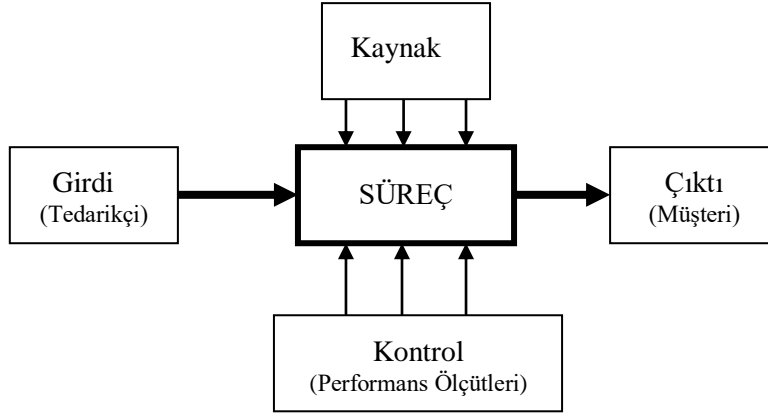 Kaynak
Girdi
(Tedarikçi)
SÜREÇ
Çıktı
(Müşteri)
Kontrol
(Performans Ölçütleri)